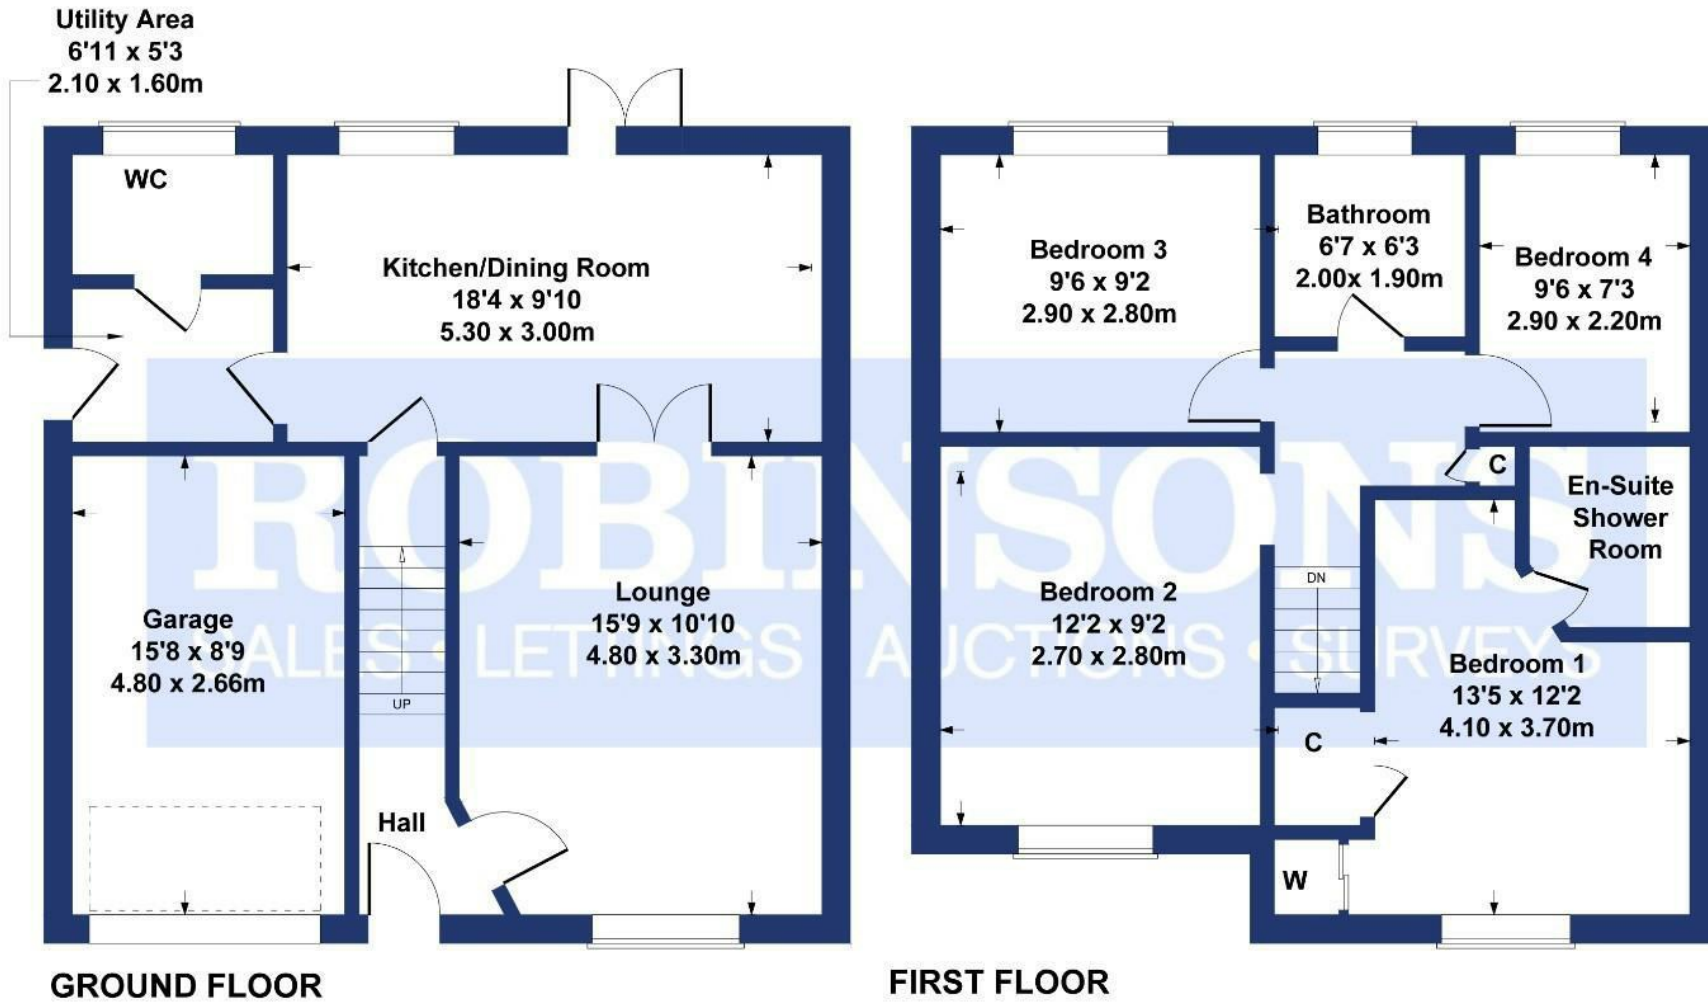 Utility Area
6'11 x 5'3
2.10 x 1.60m
WC
Kitchen/Dining Room
18'4 x 9'10
5.30 x 3.00m
Garage
15'8 x 8'9
4.80 x 2.66m
UP
Hall
Lounge
15'9 x 10'10
4.80 x 3.30m
GROUND FLOOR
Bedroom 3
9'6 x 9'2
2.90 x 2.80m
Bathroom
6'7 x 6'3
2.00x 1.90m
Bedroom 4
9'6 x 7'3
2.90 x 2.20m
C
En-Suite
Shower
Room
Bedroom 2
12'2 x 9'2
2.70 x 2.80m
DN
Bedroom 1
13'5 x 12'2
4.10 x 3.70m
C
W
FIRST FLOOR
ROBINSONS
SALES • LETTINGS AUCTIONS • SURVEYS